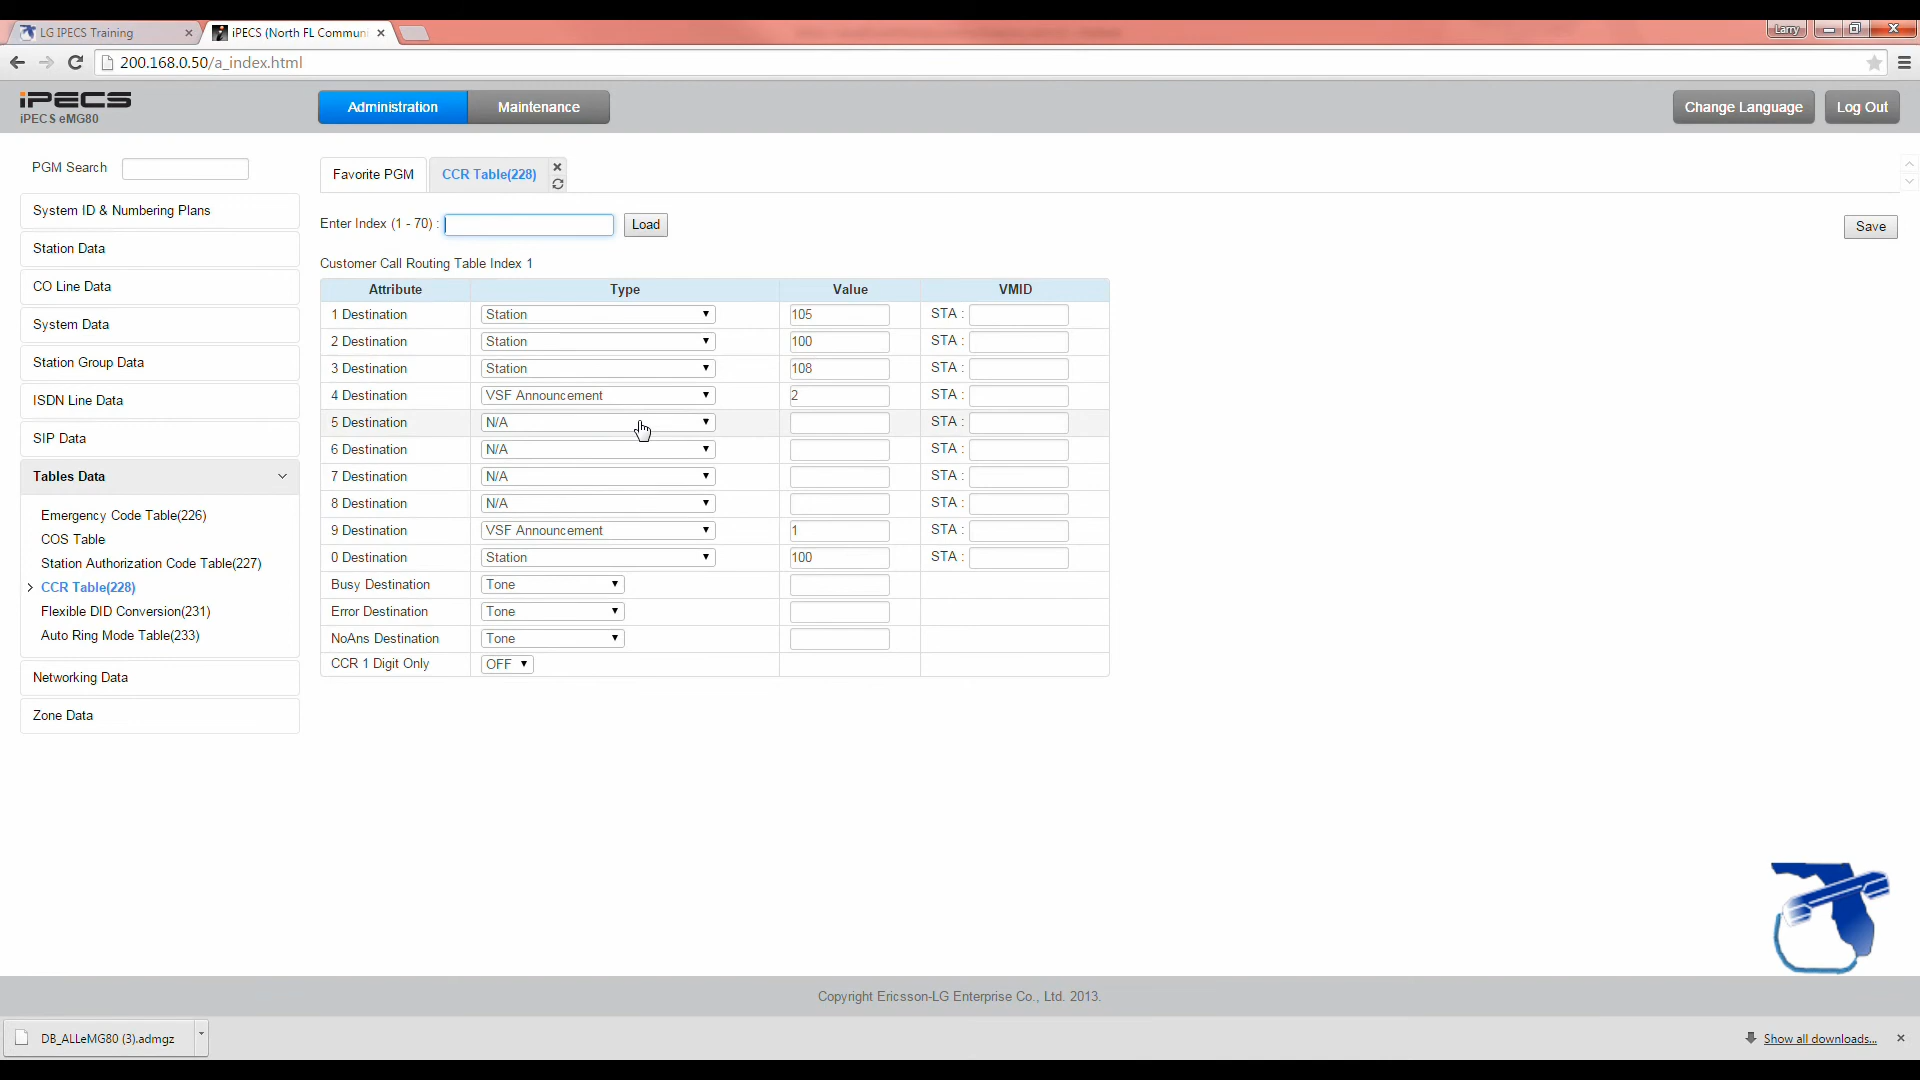 LG IPECS Training
iPECS (North FL Commun
Larry
200.168.0.50/a_index.html
iPECS
iPECS eMG80
Administration
Maintenance
Change Language
Log Out
PGM Search
System ID & Numbering Plans
Station Data
CO Line Data
System Data
Station Group Data
ISDN Line Data
SIP Data
Tables Data
Emergency Code Table(226)
COS Table
Station Authorization Code Table(227)
CCR Table(228)
Flexible DID Conversion(231)
Auto Ring Mode Table(233)
Networking Data
Zone Data
Favorite PGM
CCR Table(228)
Enter Index (1 - 70) :
Load
Save
Customer Call Routing Table Index 1
Attribute Type Value VMID
1 Destination Station 105 STA :
2 Destination Station 100 STA :
3 Destination Station 108 STA :
4 Destination VSF Announcement 2 STA :
5 Destination N/A STA :
6 Destination N/A STA :
7 Destination N/A STA :
8 Destination N/A STA :
9 Destination VSF Announcement 1 STA :
0 Destination Station 100 STA :
Busy Destination Tone
Error Destination Tone
NoAns Destination Tone
CCR 1 Digit Only OFF
Copyright Ericsson-LG Enterprise Co., Ltd. 2013.
DB_ALLeMG80 (3).admgz
Show all downloads...